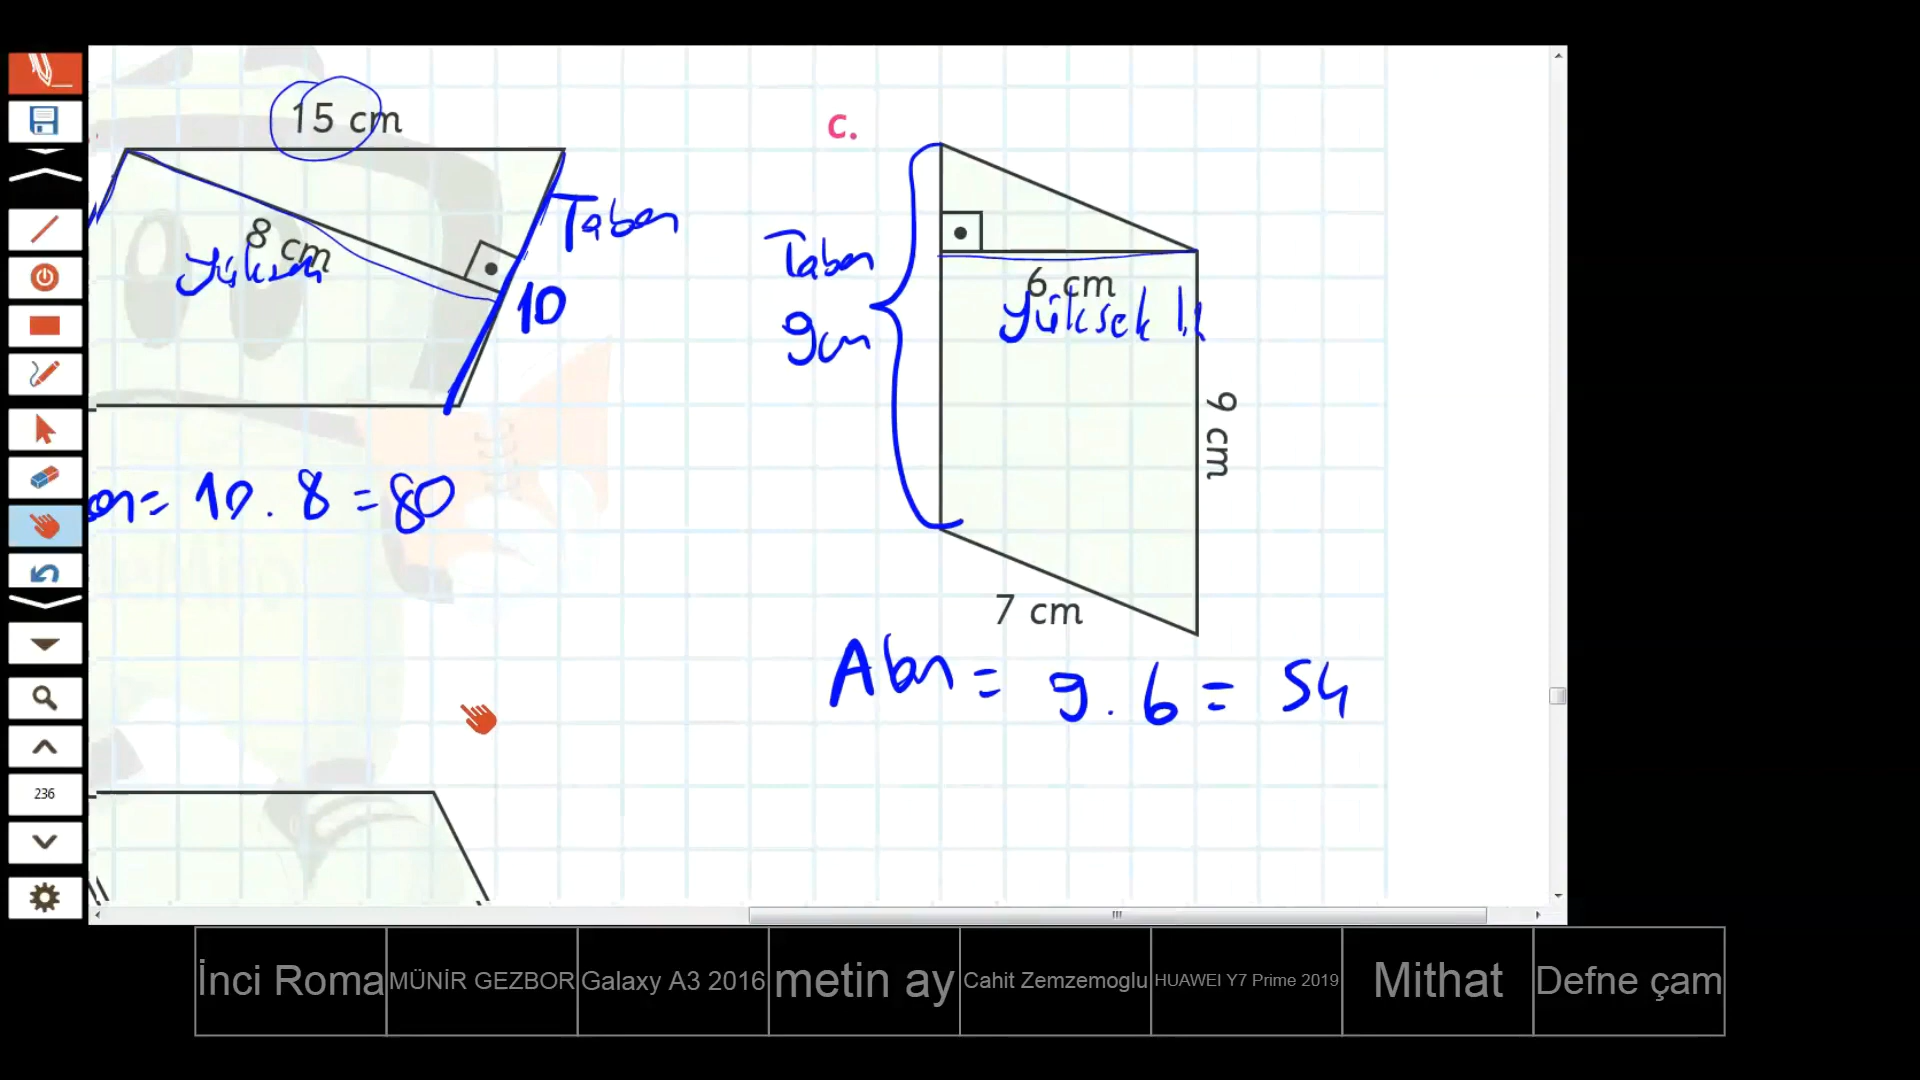 15 cm
8 cm
Yüksek
Taban
10
an = 10 . 8 = 80
c.
Taban
9cm
6 cm
Yükseklik
9 cm
7 cm
Alan = 9 . 6 = 54
236
İnci Roma
MÜNİR GEZBOR
Galaxy A3 2016
metin ay
Cahit Zemzemoglu
HUAWEI Y7 Prime 2019
Mithat
Defne çam